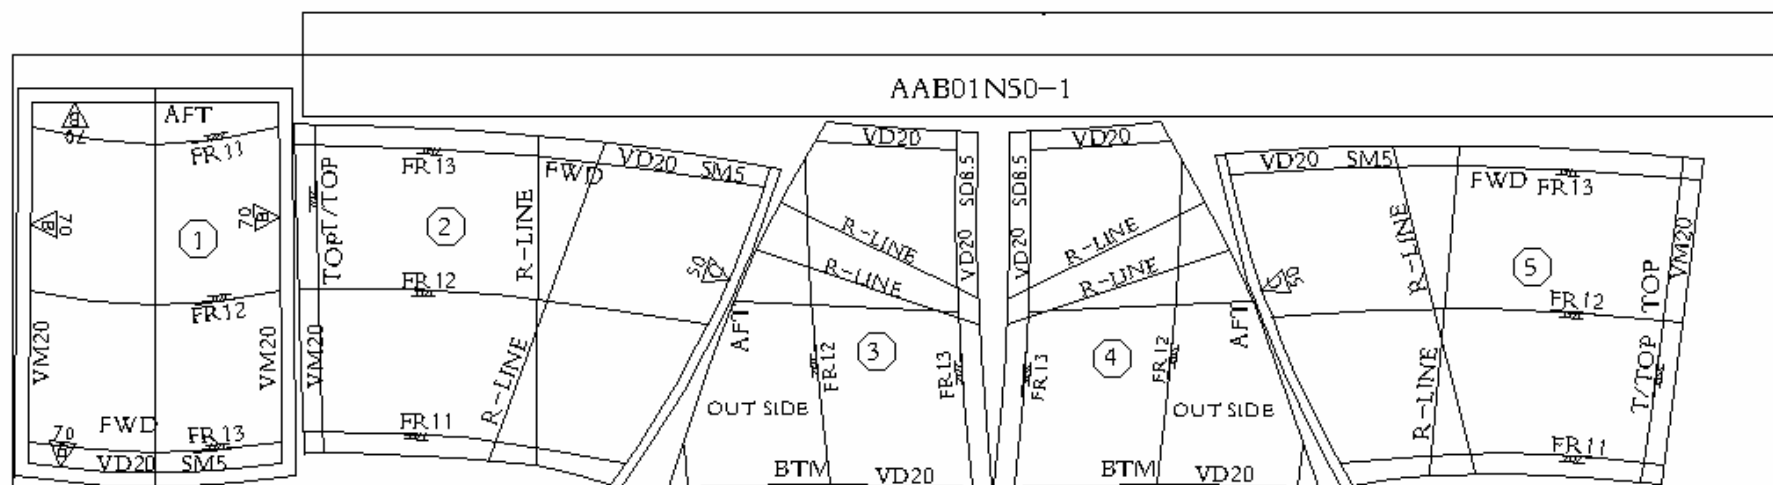 AAB01N50-1
AFT
B
70
FR11
B
70
70
B
1
FR12
VM20
VM20
FWD
FR13
70
VD20 SM5
FR13
VD20 SM5
FWD
TOP
T/TOP
2
R-LINE
50
FR12
VM20
R-LINE
FR11
VD20
SD8.5
VD20
R-LINE
R-LINE
AFT
FR12
3
FR13
OUT SIDE
BTM
VD20
VD20
SD8.5
VD20
R-LINE
R-LINE
AFT
FR13
4
FR12
OUT SIDE
BTM
VD20
VD20 SM5
FWD
FR13
R-LINE
5
VM20
50
TOP
FR12
T/TOP
R-LINE
FR11